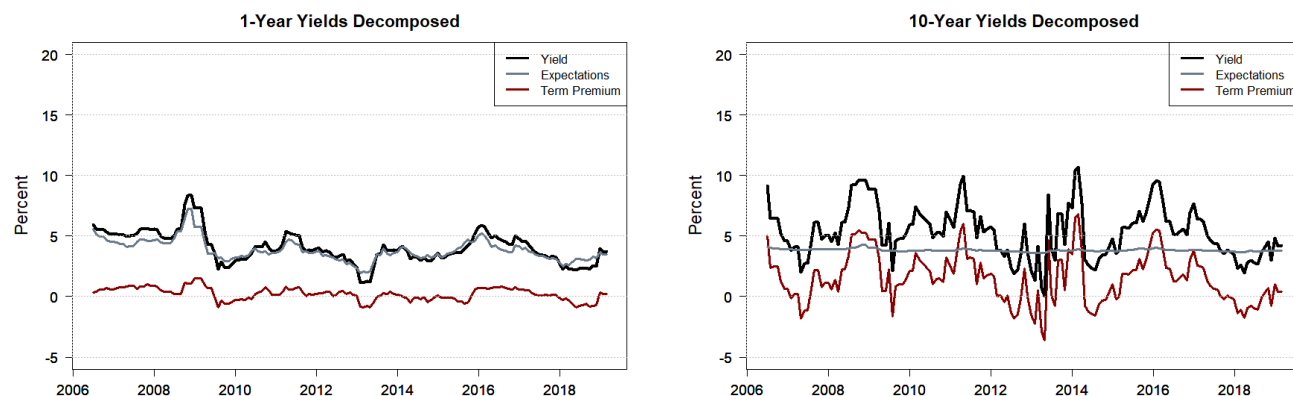 1-Year Yields Decomposed
Percent
20
15
10
5
0
-5
2006
2008
2010
2012
2014
2016
2018
Yield
Expectations
Term Premium
10-Year Yields Decomposed
Percent
20
15
10
5
0
-5
2006
2008
2010
2012
2014
2016
2018
Yield
Expectations
Term Premium